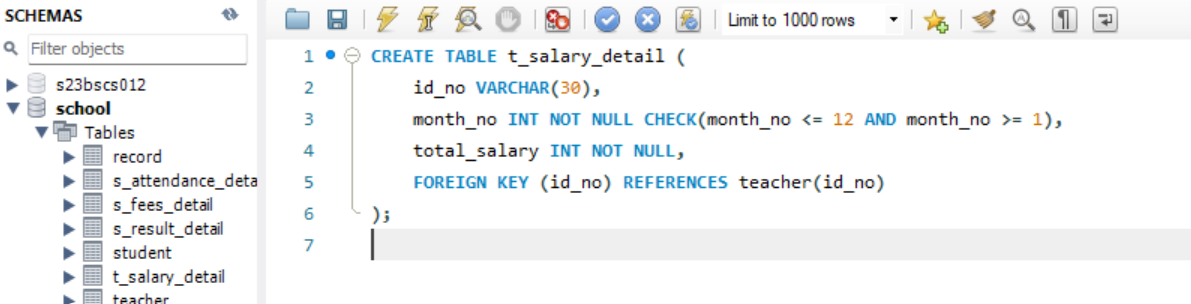 SCHEMAS
Filter objects
s23bscs012
school
Tables
record
s_attendance_deta
s_fees_detail
s_result_detail
student
t_salary_detail
teacher
Limit to 1000 rows
1 CREATE TABLE t_salary_detail (
2 id_no VARCHAR(30),
3 month_no INT NOT NULL CHECK(month_no <= 12 AND month_no >= 1),
4 total_salary INT NOT NULL,
5 FOREIGN KEY (id_no) REFERENCES teacher(id_no)
6 );
7